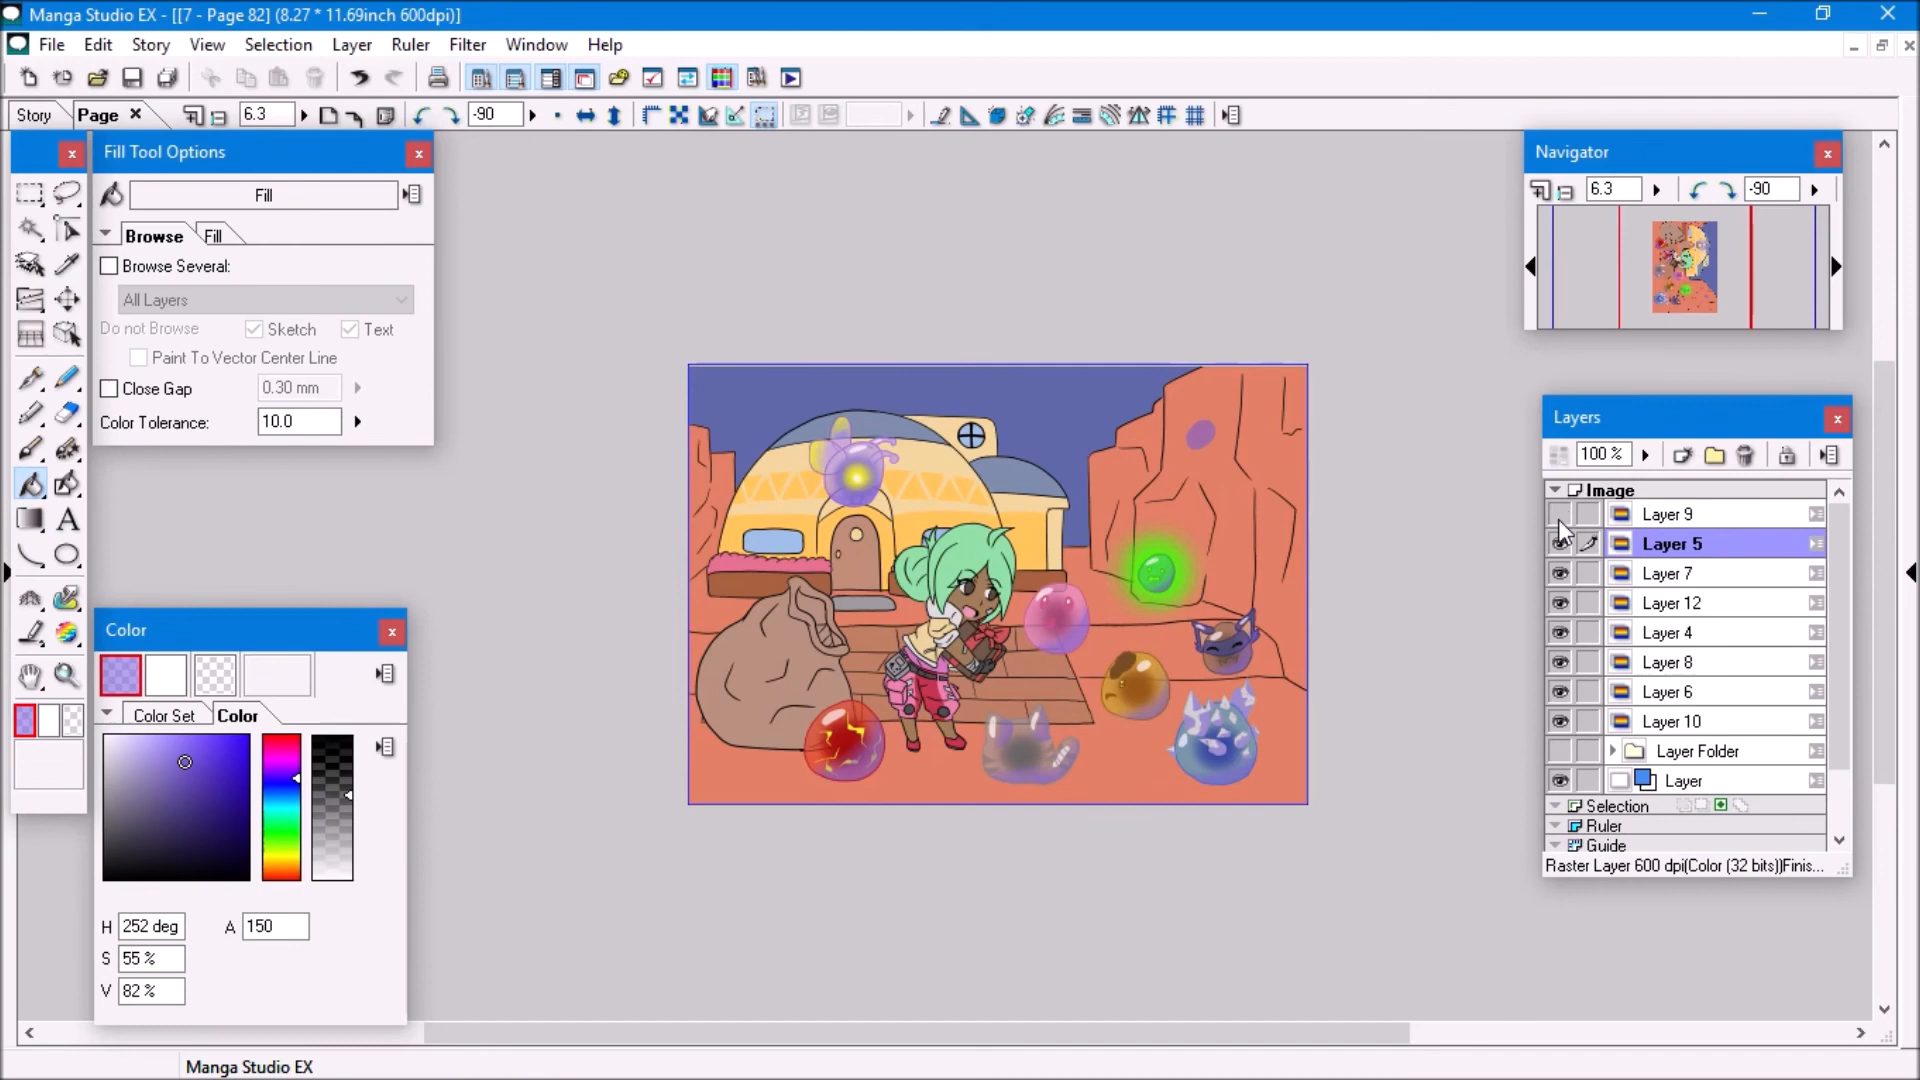 Manga Studio EX - [[7 - Page 82] (8.27 * 11.69inch 600dpi)]
File Edit Story View Selection Layer Ruler Filter Window Help
Story Page 6.3 -90
Fill Tool Options
Fill
Browse Fill
Browse Several:
All Layers
Do not Browse Sketch Text
Paint To Vector Center Line
Close Gap 0.30 mm
Color Tolerance: 10.0
A
Color
Color Set Color
H 252 deg A 150
S 55 %
V 82 %
Navigator
6.3 -90
Layers
100 %
Image
Layer 9
Layer 5
Layer 7
Layer 12
Layer 4
Layer 8
Layer 6
Layer 10
Layer Folder
Layer
Selection
Ruler
Guide
Raster Layer 600 dpi(Color (32 bits))Finis...
Manga Studio EX